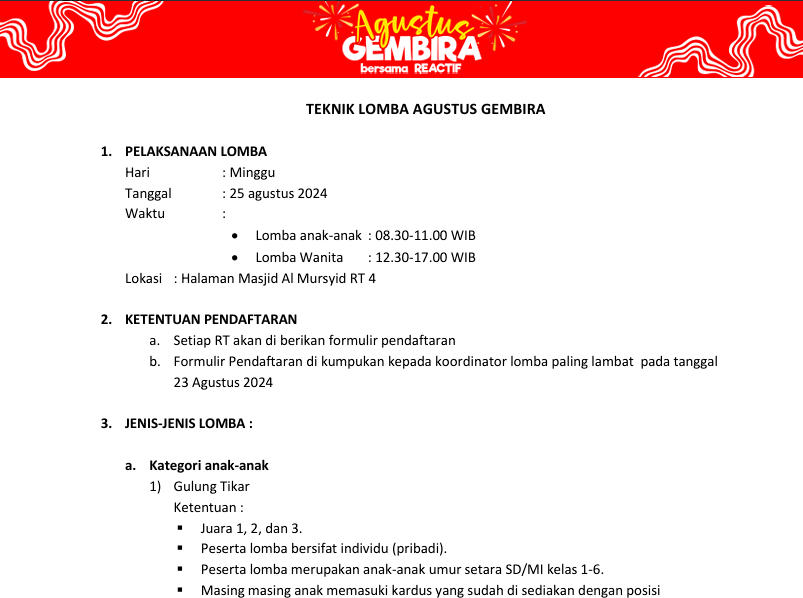 Agustus
GEMBIRA
bersama REACTIF
TEKNIK LOMBA AGUSTUS GEMBIRA
1. PELAKSANAAN LOMBA
Hari : Minggu
Tanggal : 25 agustus 2024
Waktu :
• Lomba anak-anak : 08.30-11.00 WIB
• Lomba Wanita : 12.30-17.00 WIB
Lokasi : Halaman Masjid Al Mursyid RT 4
2. KETENTUAN PENDAFTARAN
a. Setiap RT akan di berikan formulir pendaftaran
b. Formulir Pendaftaran di kumpukan kepada koordinator lomba paling lambat pada tanggal
23 Agustus 2024
3. JENIS-JENIS LOMBA :
a. Kategori anak-anak
1) Gulung Tikar
Ketentuan :
▪ Juara 1, 2, dan 3.
▪ Peserta lomba bersifat individu (pribadi).
▪ Peserta lomba merupakan anak-anak umur setara SD/MI kelas 1-6.
▪ Masing masing anak memasuki kardus yang sudah di sediakan dengan posisi